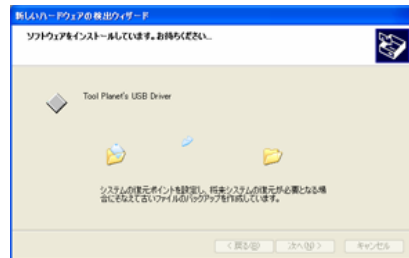 新しいハードウェアの検出ウィザード
ソフトウェアをインストールしています。お待ちください...
Tool Planet's USB Driver
システムの復元ポイントを設定し、将来システムの復元が必要となる場
合にそなえて古いファイルのバックアップを作成しています。
< 戻る(B)
次へ(N) >
キャンセル